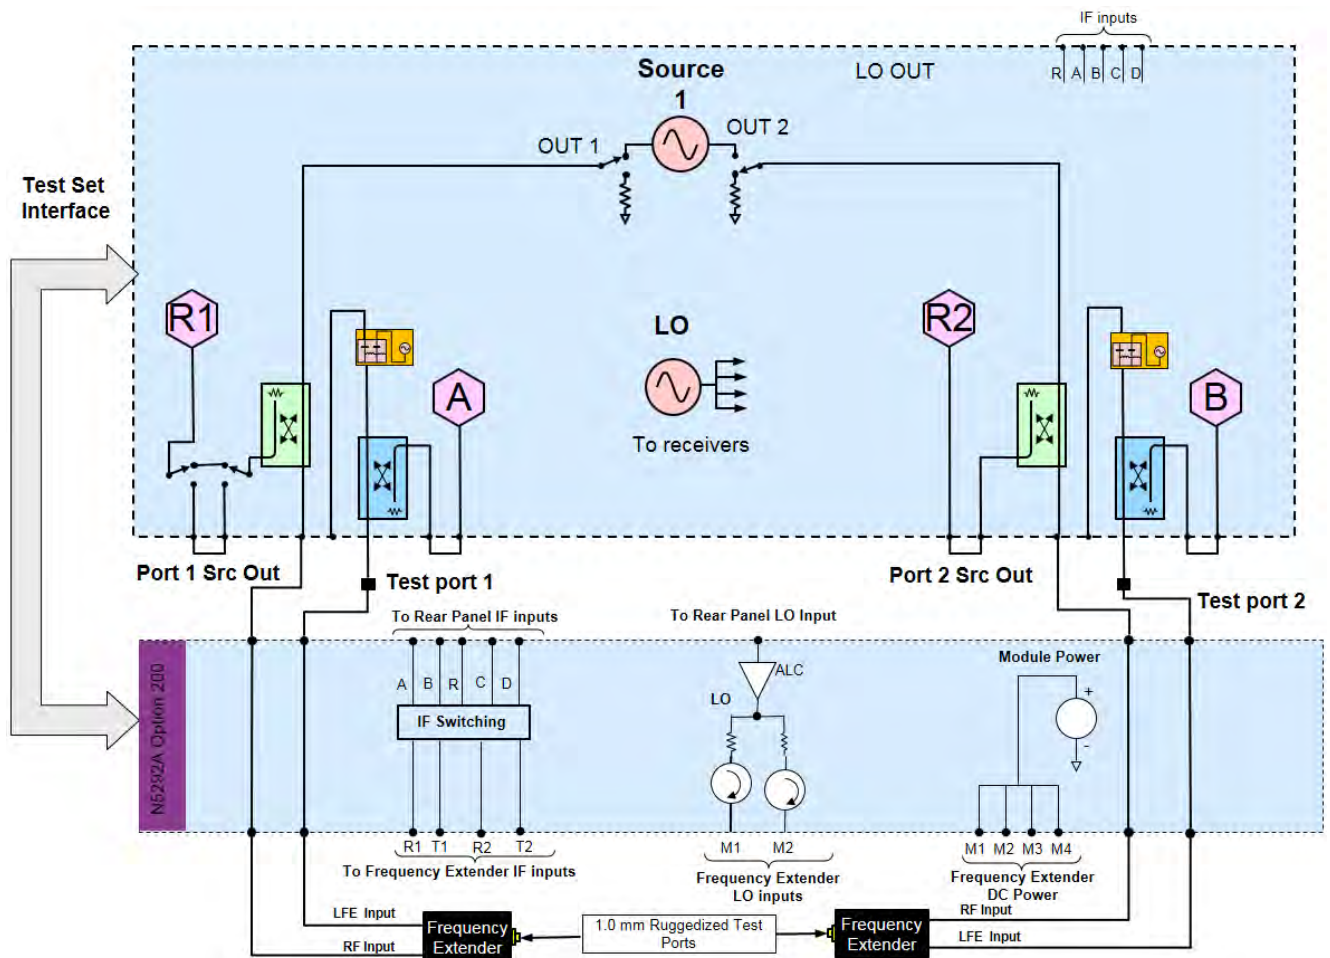 IF inputs
R A B C D
Source
1
LO OUT
OUT 1
OUT 2
Test Set
Interface
R1
A
LO
To receivers
R2
B
Port 1 Src Out
Test port 1
Port 2 Src Out
Test port 2
N5292A Option 200
To Rear Panel IF inputs
A B R C D
IF Switching
R1 T1 R2 T2
To Frequency Extender IF inputs
To Rear Panel LO Input
ALC
LO
M1 M2
Frequency Extender
LO inputs
Module Power
+
-
M1 M2 M3 M4
Frequency Extender
DC Power
LFE Input
RF Input
Frequency
Extender
1.0 mm Ruggedized Test
Ports
Frequency
Extender
RF Input
LFE Input